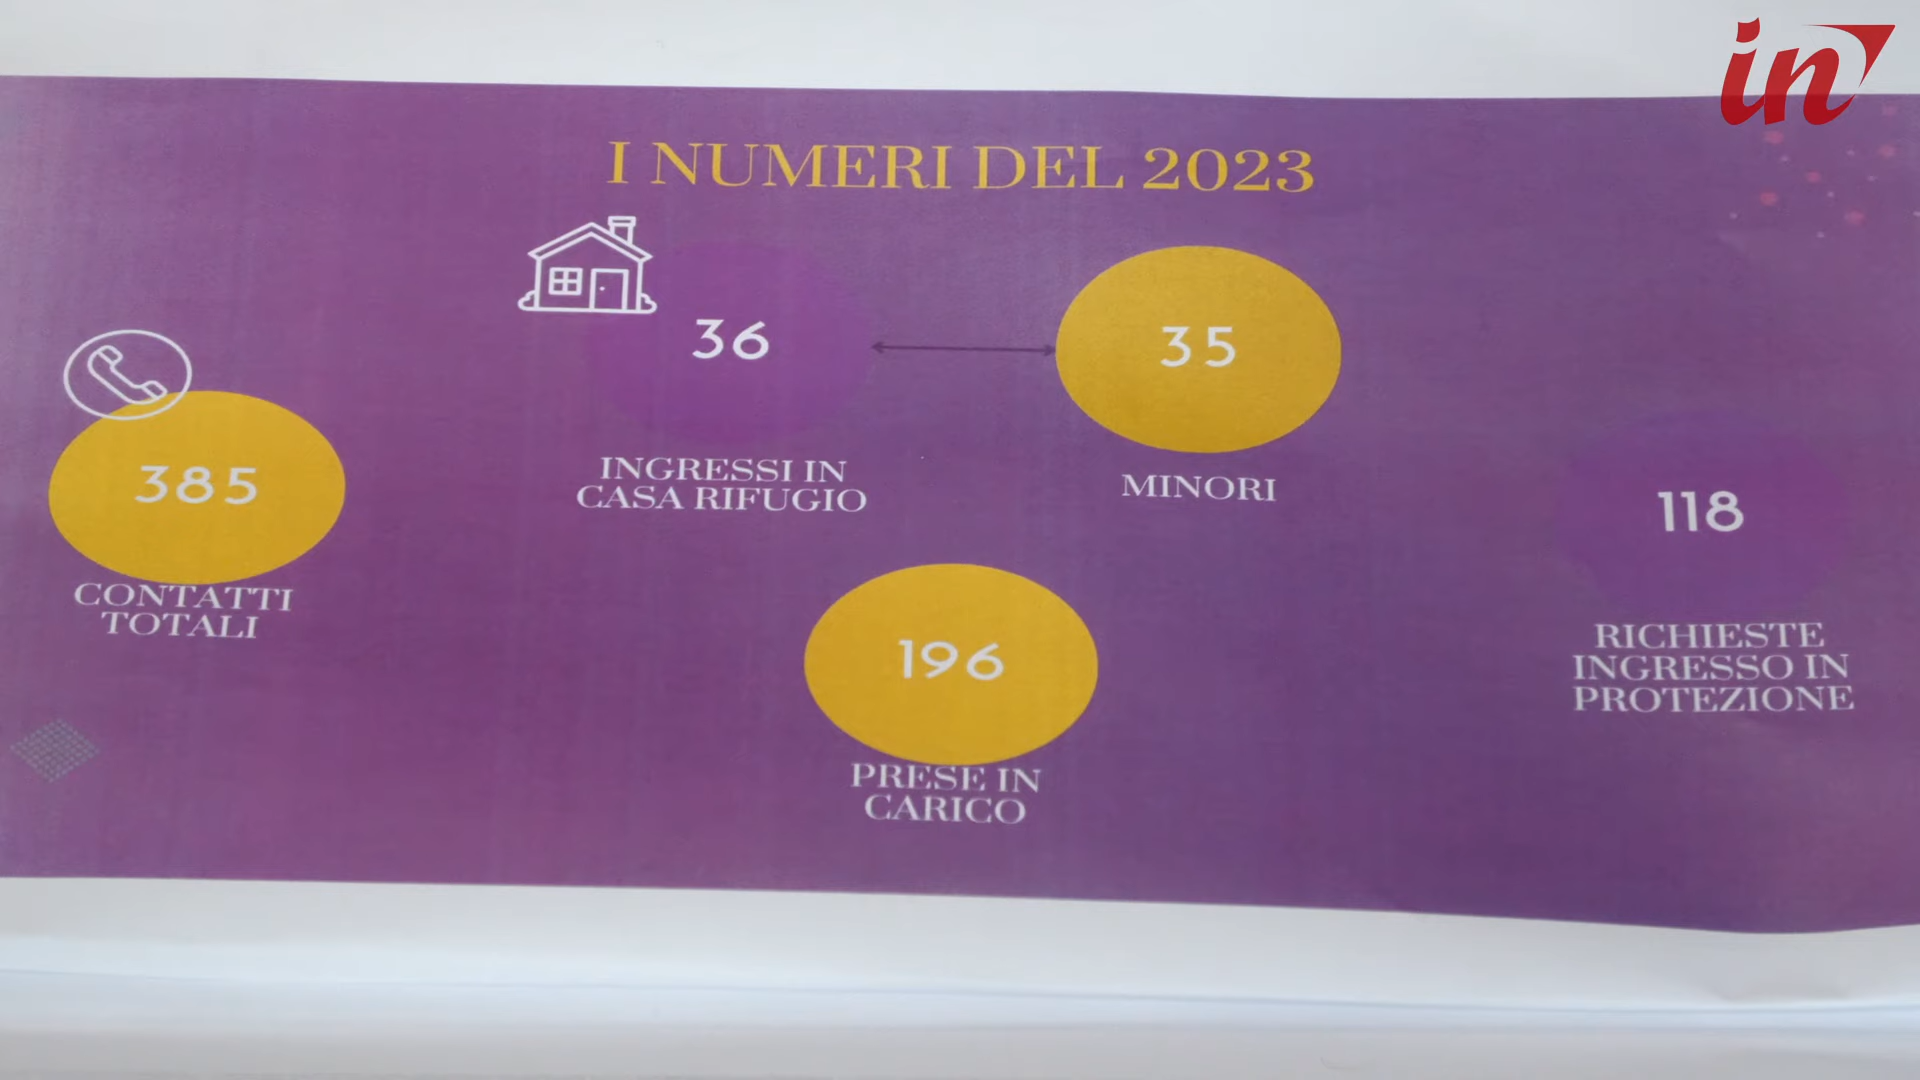 in
I NUMERI DEL 2023
36
35
385
118
INGRESSI IN
CASA RIFUGIO
MINORI
CONTATTI
TOTALI
196
RICHIESTE
INGRESSO IN
PROTEZIONE
PRESE IN
CARICO